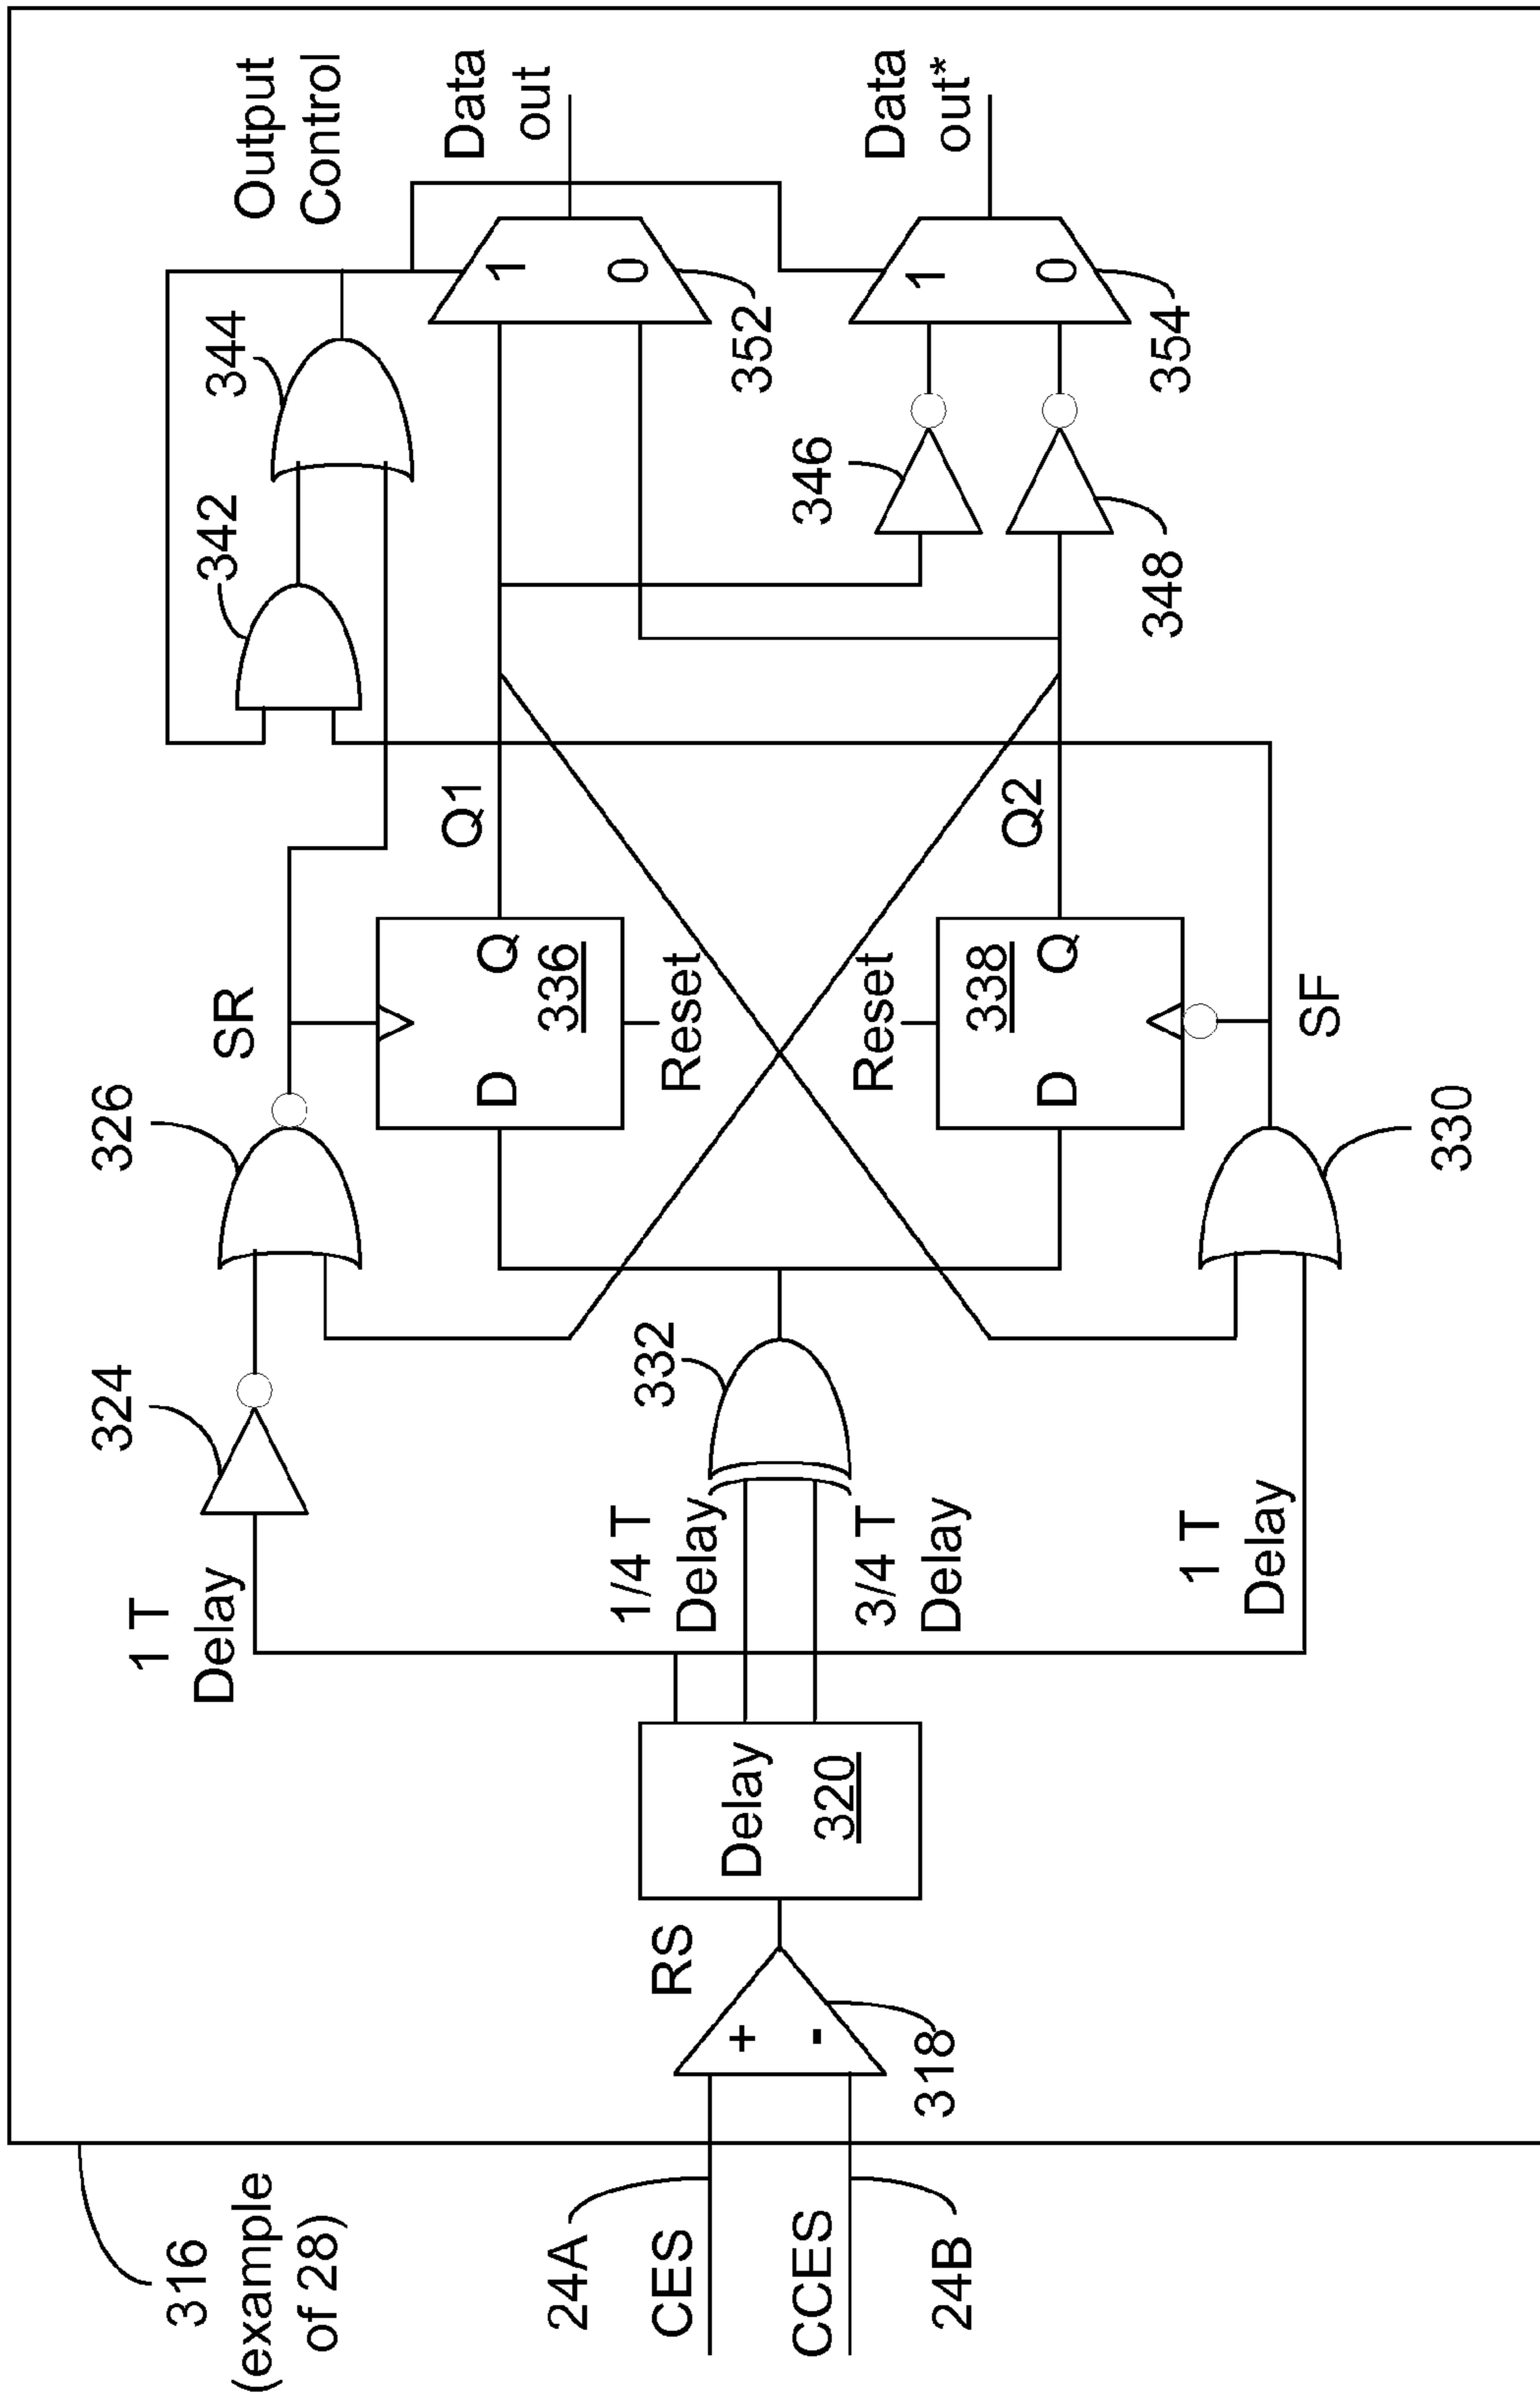 316
(example
of 28)
24A
CES
CCES
24B
RS
+
-
318
Delay
320
1 T
Delay
1/4 T
Delay
3/4 T
Delay
1 T
Delay
324
332
326
330
SR
D
Q
336
Reset
Reset
D
Q
338
SF
Q1
Q2
342
344
346
348
Output
Control
1
0
352
1
0
354
Data
out
Data
out*